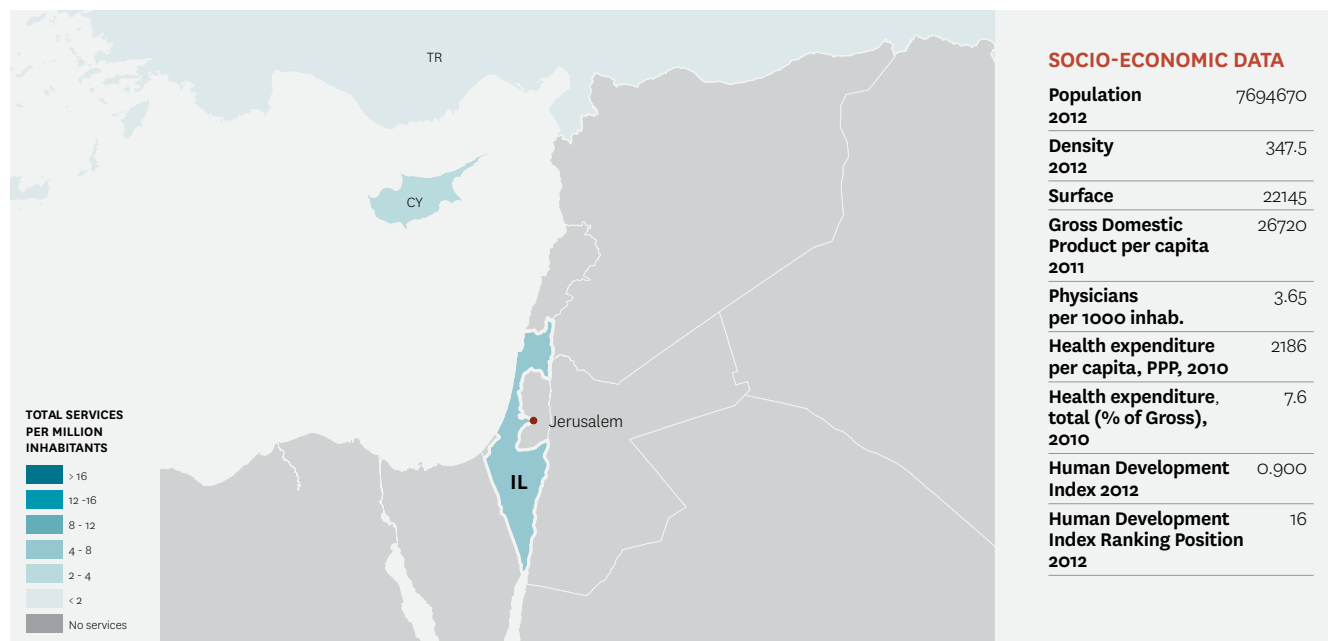 TR
CY
Jerusalem
IL
TOTAL SERVICES
PER MILLION
INHABITANTS
> 16
12 -16
8 - 12
4 - 8
2 - 4
< 2
No services
SOCIO-ECONOMIC DATA
Population 7694670
2012
Density 347.5
2012
Surface 22145
Gross Domestic 26720
Product per capita
2011
Physicians 3.65
per 1000 inhab.
Health expenditure 2186
per capita, PPP, 2010
Health expenditure, 7.6
total (% of Gross),
2010
Human Development 0.900
Index 2012
Human Development 16
Index Ranking Position
2012